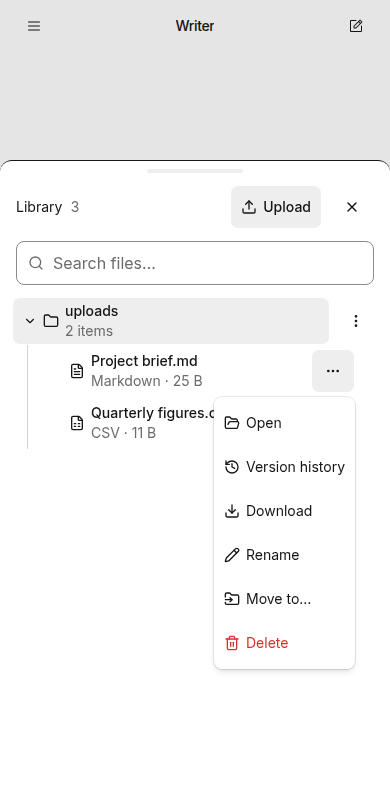 Writer
Library 3
Upload
Search files...
uploads
2 items
Project brief.md
Markdown · 25 B
Quarterly figures.c
CSV · 11 B
Open
Version history
Download
Rename
Move to...
Delete